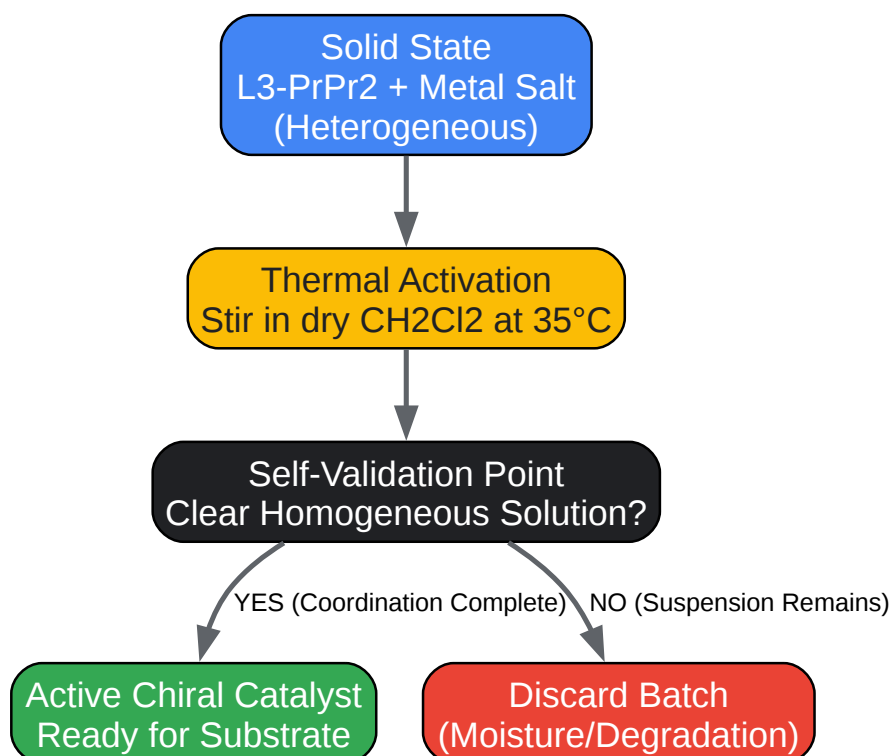 Solid State
L3-PrPr2 + Metal Salt
(Heterogeneous)
Thermal Activation
Stir in dry CH2Cl2 at 35°C
Self-Validation Point
Clear Homogeneous Solution?
YES (Coordination Complete)
NO (Suspension Remains)
Active Chiral Catalyst
Ready for Substrate
Discard Batch
(Moisture/Degradation)